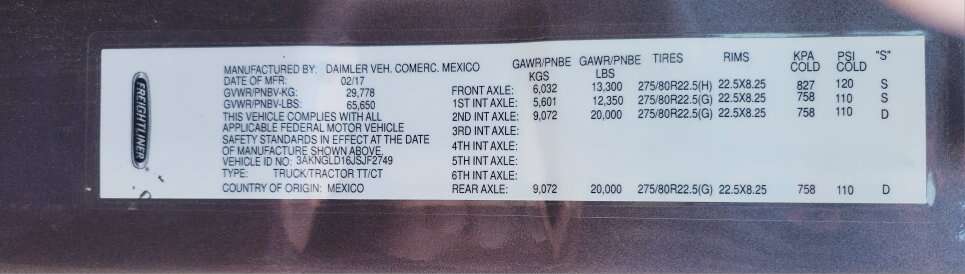 FREIGHTLINER
MANUFACTURED BY: DAIMLER VEH. COMERC. MEXICO
DATE OF MFR: 02/17
GVWR/PNBV-KG: 29,778
GVWR/PNBV-LBS: 65,650
THIS VEHICLE COMPLIES WITH ALL
APPLICABLE FEDERAL MOTOR VEHICLE
SAFETY STANDARDS IN EFFECT AT THE DATE
OF MANUFACTURE SHOWN ABOVE.
VEHICLE ID NO: 3AKNGLD16JSJF2749
TYPE: TRUCK/TRACTOR TT/CT
COUNTRY OF ORIGIN: MEXICO
GAWR/PNBE GAWR/PNBE TIRES RIMS KPA PSI "S"
KGS LBS COLD COLD
FRONT AXLE: 6,032 13,300 275/80R22.5(H) 22.5X8.25 827 120 S
1ST INT AXLE: 5,601 12,350 275/80R22.5(G) 22.5X8.25 758 110 S
2ND INT AXLE: 9,072 20,000 275/80R22.5(G) 22.5X8.25 758 110 D
3RD INT AXLE:
4TH INT AXLE:
5TH INT AXLE:
6TH INT AXLE:
REAR AXLE: 9,072 20,000 275/80R22.5(G) 22.5X8.25 758 110 D